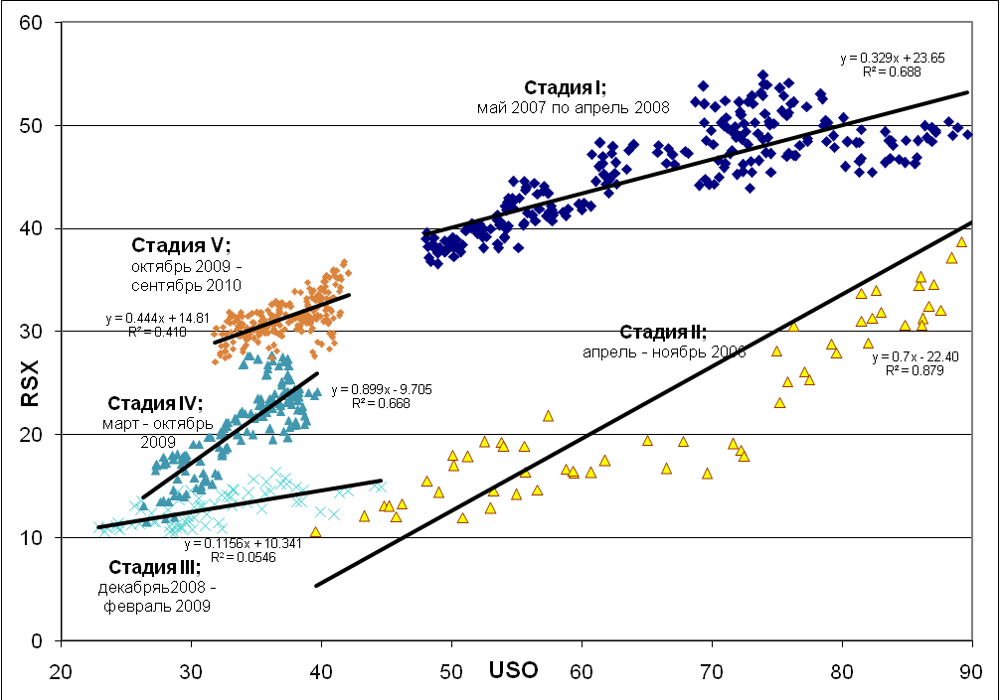 60
50
40
30
20
10
0
RSX
20
30
40
50
60
70
80
90
USO
Стадия I;
май 2007 по апрель 2008
y = 0.329x + 23.65
R² = 0.688
Стадия V;
октябрь 2009 -
сентябрь 2010
y = 0.444x + 14.81
R² = 0.410
Стадия II;
апрель - ноябрь 2008
y = 0.7x - 22.40
R² = 0.879
Стадия IV;
март - октябрь
2009
y = 0.899x - 9.705
R² = 0.668
y = 0.1156x + 10.341
R² = 0.0546
Стадия III;
декабряь2008 -
февраль 2009